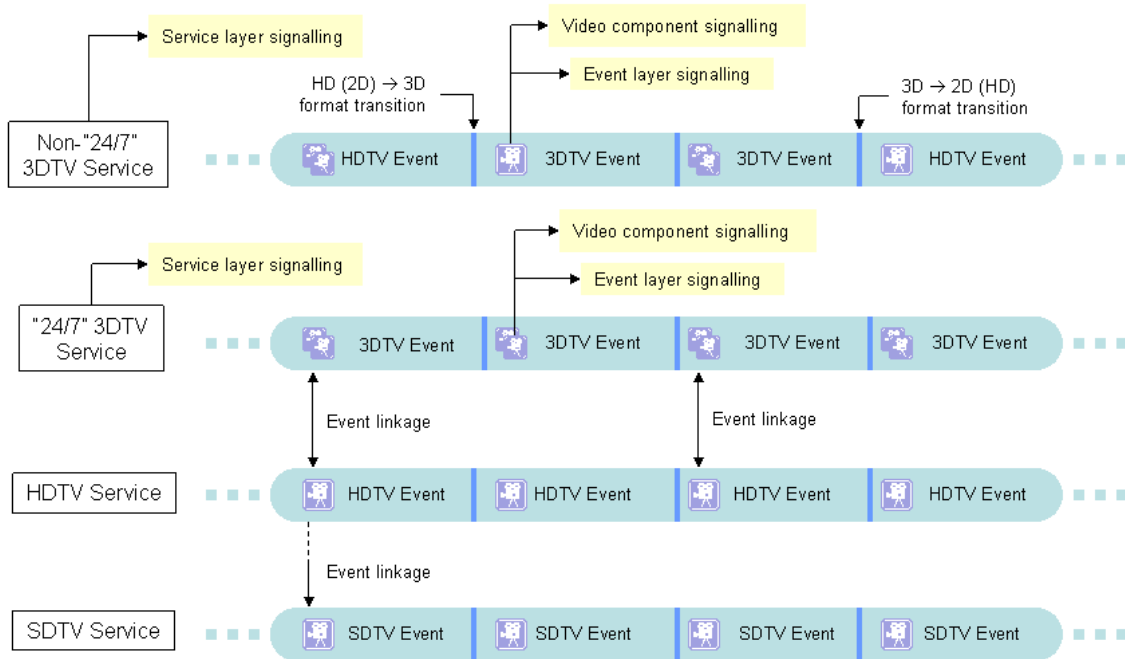 Service layer signalling
Video component signalling
Event layer signalling
HD (2D) → 3D
format transition
3D → 2D (HD)
format transition
Non-"24/7"
3DTV Service
HDTV Event
3DTV Event
3DTV Event
HDTV Event
Service layer signalling
Video component signalling
Event layer signalling
"24/7" 3DTV
Service
3DTV Event
3DTV Event
3DTV Event
3DTV Event
Event linkage
Event linkage
HDTV Service
HDTV Event
HDTV Event
HDTV Event
HDTV Event
Event linkage
SDTV Service
SDTV Event
SDTV Event
SDTV Event
SDTV Event